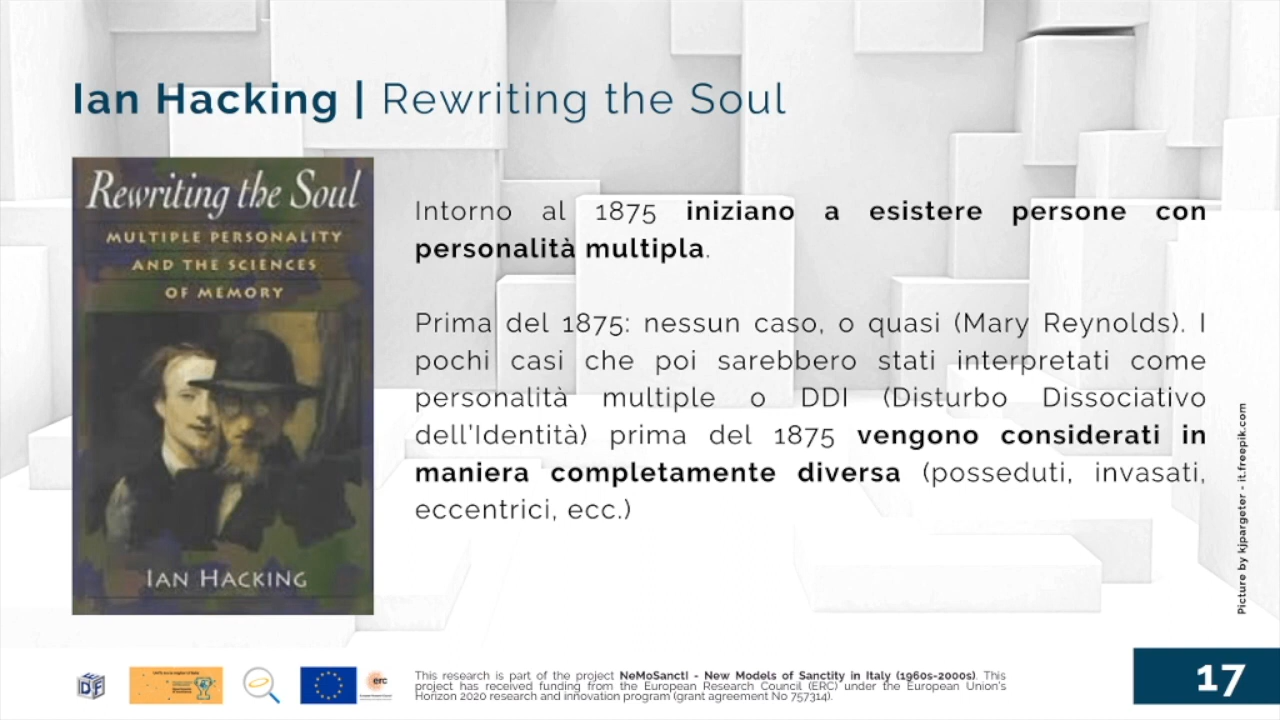 Ian Hacking | Rewriting the Soul
Rewriting the Soul
MULTIPLE PERSONALITY
AND THE SCIENCES
OF MEMORY
IAN HACKING
Intorno al 1875 iniziano a esistere persone con
personalità multipla.
Prima del 1875: nessun caso, o quasi (Mary Reynolds). I
pochi casi che poi sarebbero stati interpretati come
personalità multiple o DDI (Disturbo Dissociativo
dell'Identità) prima del 1875 vengono considerati in
maniera completamente diversa (posseduti, invasati,
eccentrici, ecc.)
Picture by kjpargeter - it.freepik.com
DF
erc
This research is part of the project NeMoSanctI - New Models of Sanctity in Italy (1960s-2000s). This
project has received funding from the European Research Council (ERC) under the European Union's
Horizon 2020 research and innovation program (grant agreement No 757314).
17